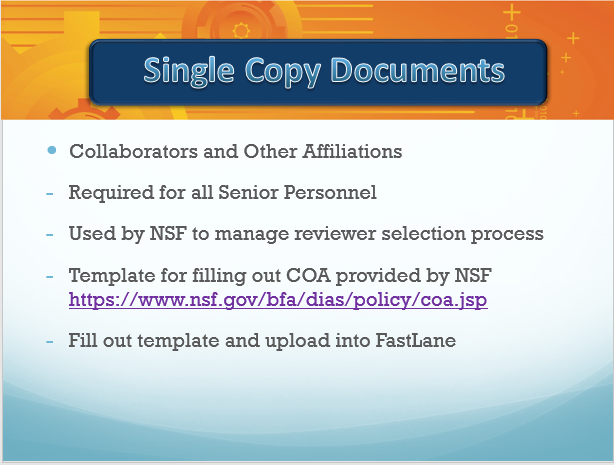 Single Copy Documents
• Collaborators and Other Affiliations
- Required for all Senior Personnel
- Used by NSF to manage reviewer selection process
- Template for filling out COA provided by NSF
https://www.nsf.gov/bfa/dias/policy/coa.jsp
- Fill out template and upload into FastLane